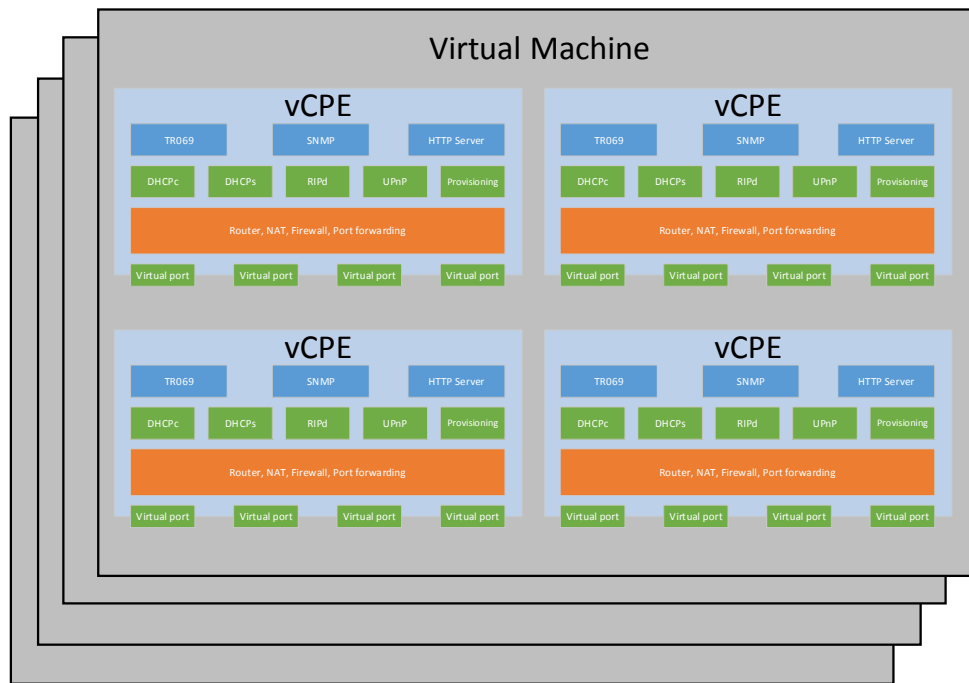 Virtual Machine
vCPE vCPE
TR069 SNMP HTTP Server TR069 SNMP HTTP Server
DHCPc DHCPs RIPd UPnP Provisioning DHCPc DHCPs RIPd UPnP Provisioning
Router, NAT, Firewall, Port forwarding Router, NAT, Firewall, Port forwarding
Virtual port Virtual port Virtual port Virtual port Virtual port Virtual port Virtual port Virtual port
vCPE vCPE
TR069 SNMP HTTP Server TR069 SNMP HTTP Server
DHCPc DHCPs RIPd UPnP Provisioning DHCPc DHCPs RIPd UPnP Provisioning
Router, NAT, Firewall, Port forwarding Router, NAT, Firewall, Port forwarding
Virtual port Virtual port Virtual port Virtual port Virtual port Virtual port Virtual port Virtual port